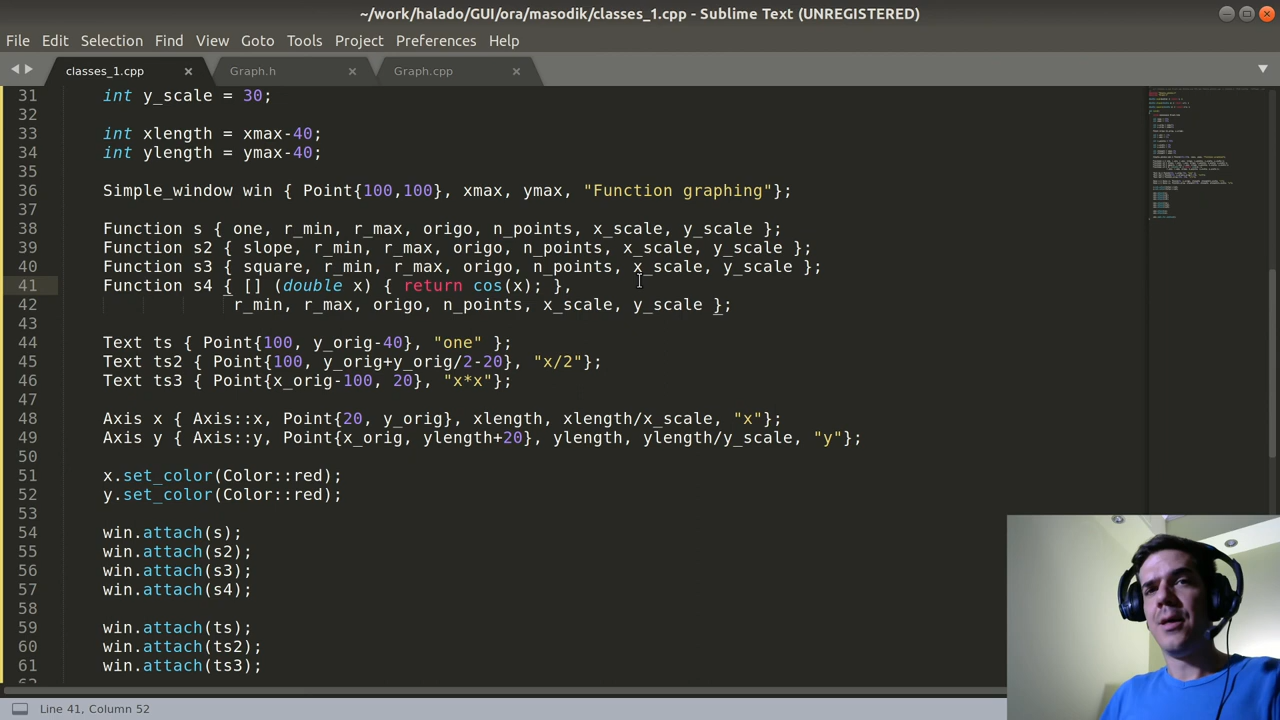 ~/work/halado/GUI/ora/masodik/classes_1.cpp - Sublime Text (UNREGISTERED)
File Edit Selection Find View Goto Tools Project Preferences Help
classes_1.cpp Graph.h Graph.cpp
31 int y_scale = 30;
32
33 int xlength = xmax-40;
34 int ylength = ymax-40;
35
36 Simple_window win { Point{100,100}, xmax, ymax, "Function graphing"};
37
38 Function s { one, r_min, r_max, origo, n_points, x_scale, y_scale };
39 Function s2 { slope, r_min, r_max, origo, n_points, x_scale, y_scale };
40 Function s3 { square, r_min, r_max, origo, n_points, x_scale, y_scale };
41 Function s4 { [] (double x) { return cos(x); },
42 r_min, r_max, origo, n_points, x_scale, y_scale };
43
44 Text ts { Point{100, y_orig-40}, "one" };
45 Text ts2 { Point{100, y_orig+y_orig/2-20}, "x/2"};
46 Text ts3 { Point{x_orig-100, 20}, "x*x"};
47
48 Axis x { Axis::x, Point{20, y_orig}, xlength, xlength/x_scale, "x"};
49 Axis y { Axis::y, Point{x_orig, ylength+20}, ylength, ylength/y_scale, "y"};
50
51 x.set_color(Color::red);
52 y.set_color(Color::red);
53
54 win.attach(s);
55 win.attach(s2);
56 win.attach(s3);
57 win.attach(s4);
58
59 win.attach(ts);
60 win.attach(ts2);
61 win.attach(ts3);
Line 41, Column 52